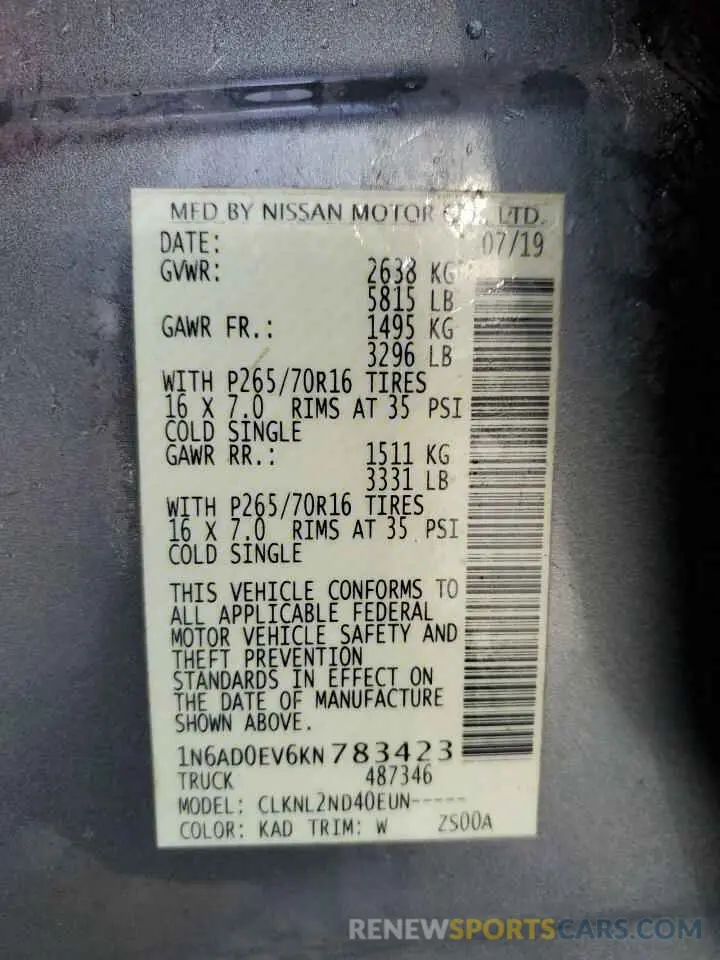 MFD BY NISSAN MOTOR CO., LTD.
DATE: 07/19
GVWR: 2638 KG
5815 LB
GAWR FR.: 1495 KG
3296 LB
WITH P265/70R16 TIRES
16 X 7.0 RIMS AT 35 PSI
COLD SINGLE
GAWR RR.: 1511 KG
3331 LB
WITH P265/70R16 TIRES
16 X 7.0 RIMS AT 35 PSI
COLD SINGLE
THIS VEHICLE CONFORMS TO
ALL APPLICABLE FEDERAL
MOTOR VEHICLE SAFETY AND
THEFT PREVENTION
STANDARDS IN EFFECT ON
THE DATE OF MANUFACTURE
SHOWN ABOVE.
1N6AD0EV6KN783423
TRUCK 487346
MODEL: CLKNL2ND40EUN-----
COLOR: KAD TRIM: W ZS00A
RENEWSPORTSCARS.COM